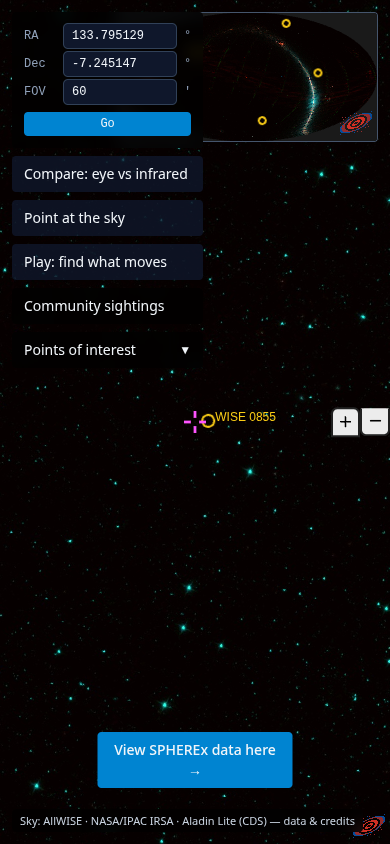 RA 133.795129 °
Dec -7.245147 °
FOV 60 '
Go
Compare: eye vs infrared
Point at the sky
Play: find what moves
Community sightings
Points of interest ▼
WISE 0855
+ −
View SPHEREx data here
→
Sky: AllWISE · NASA/IPAC IRSA · Aladin Lite (CDS) — data & credits